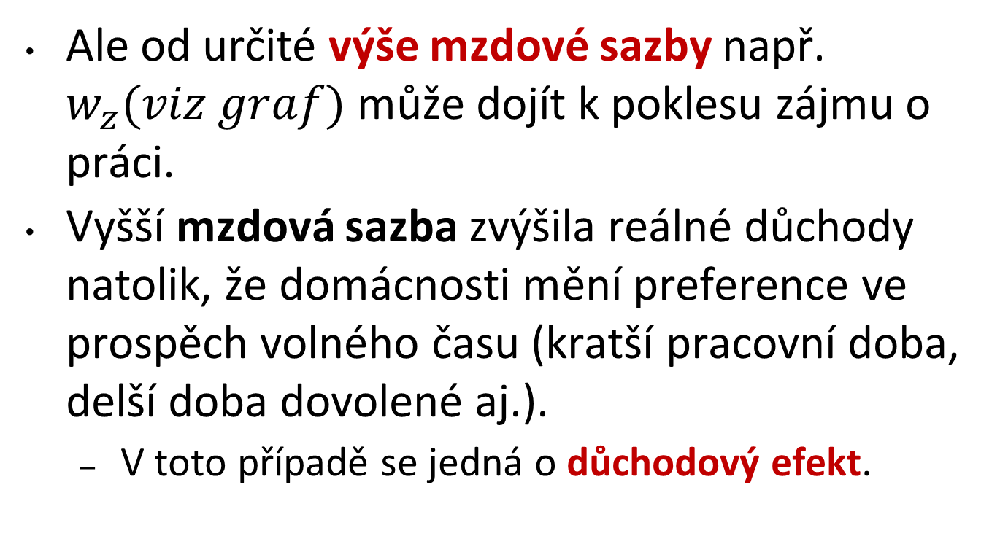 • Ale od určité výše mzdové sazby např.
w_z(viz graf) může dojít k poklesu zájmu o
práci.
• Vyšší mzdová sazba zvýšila reálné důchody
natolik, že domácnosti mění preference ve
prospěch volného času (kratší pracovní doba,
delší doba dovolené aj.).
– V toto případě se jedná o důchodový efekt.